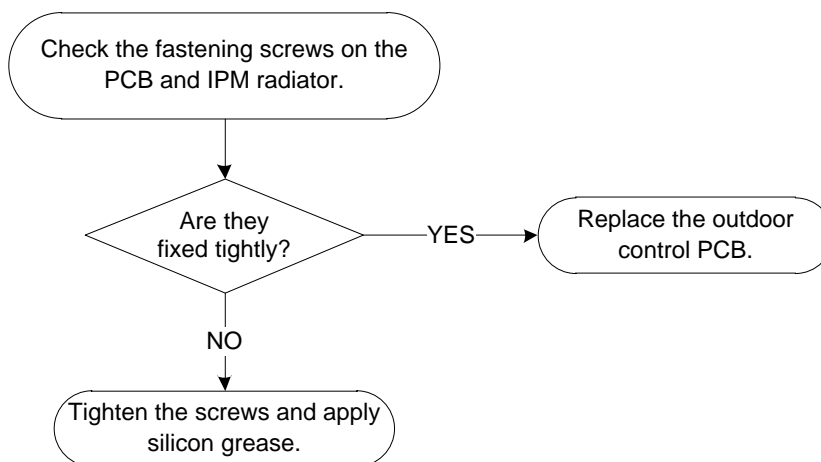 Check the fastening screws on the
PCB and IPM radiator.
Are they
fixed tightly?
YES
Replace the outdoor
control PCB.
NO
Tighten the screws and apply
silicon grease.